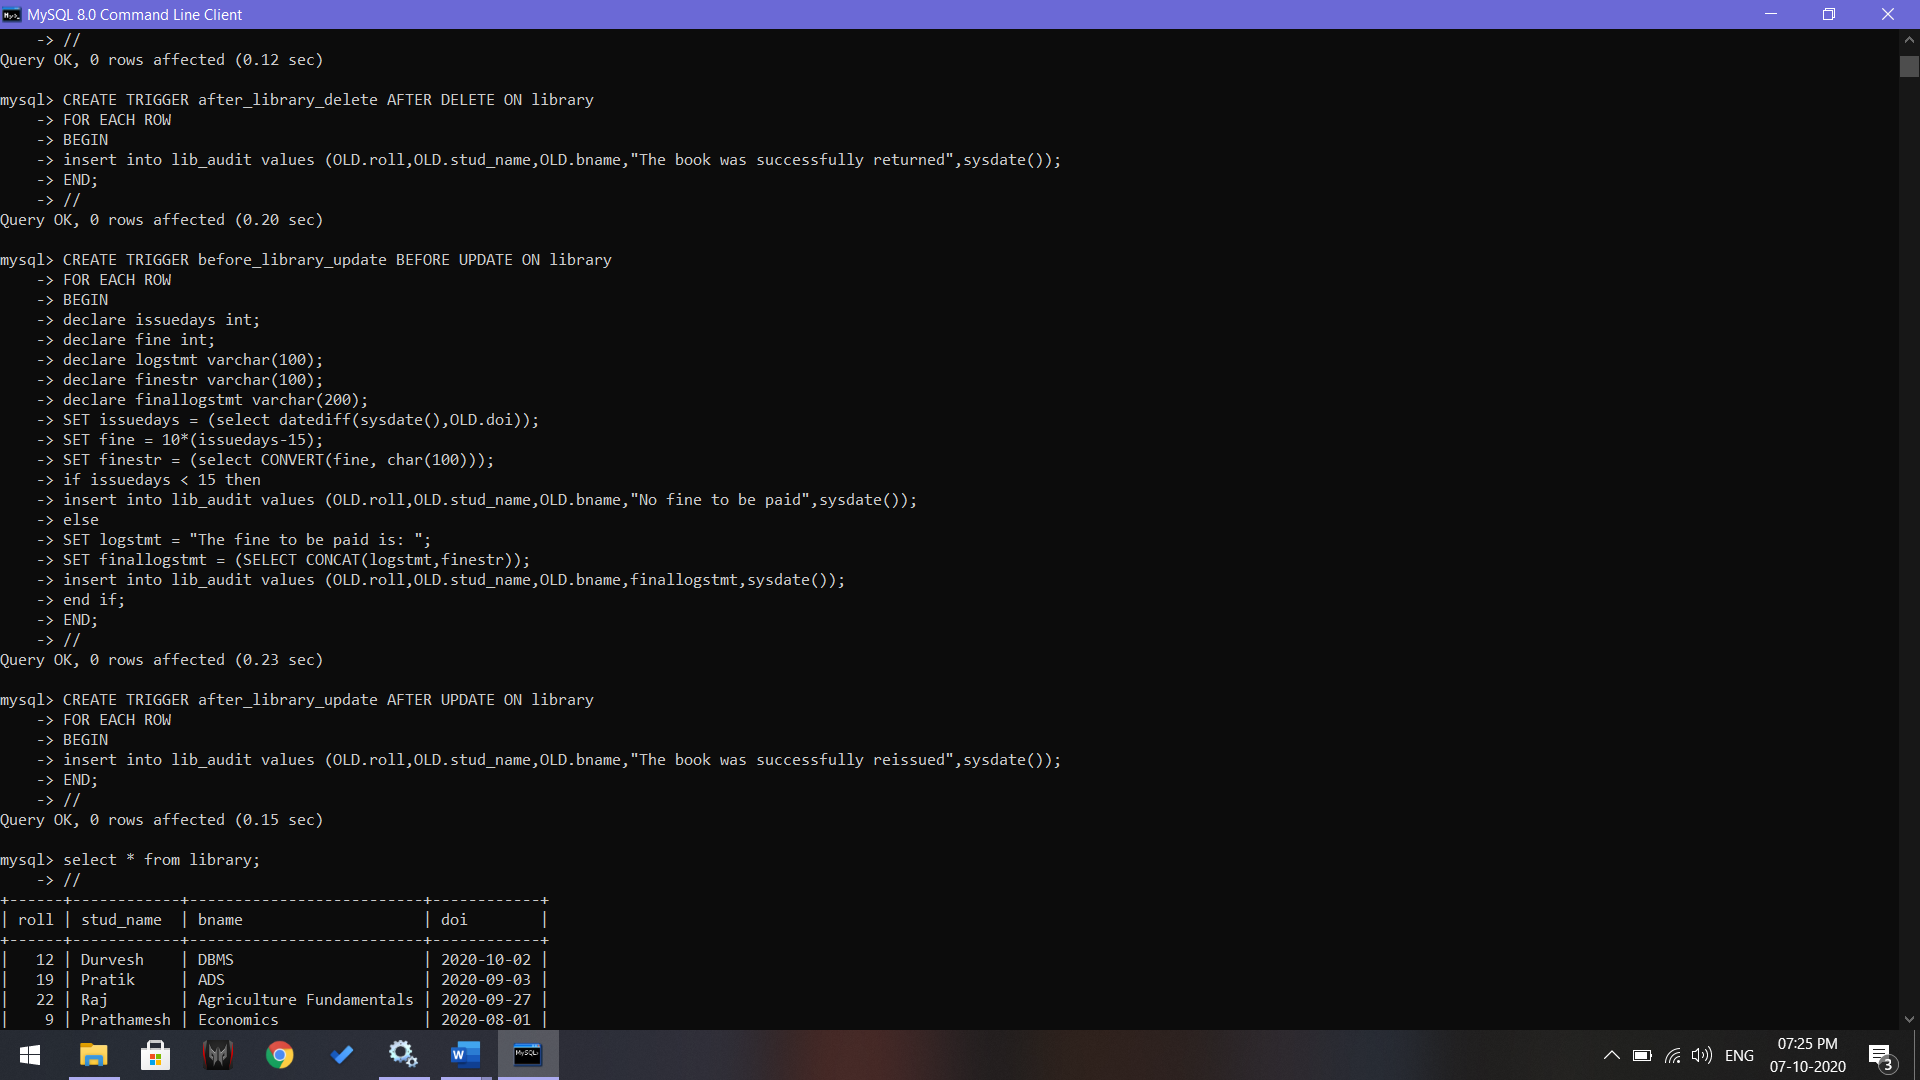 MySQL 8.0 Command Line Client
    -> //
Query OK, 0 rows affected (0.12 sec)
mysql> CREATE TRIGGER after_library_delete AFTER DELETE ON library
    -> FOR EACH ROW
    -> BEGIN
    -> insert into lib_audit values (OLD.roll,OLD.stud_name,OLD.bname,"The book was successfully returned",sysdate());
    -> END;
    -> //
Query OK, 0 rows affected (0.20 sec)
mysql> CREATE TRIGGER before_library_update BEFORE UPDATE ON library
    -> FOR EACH ROW
    -> BEGIN
    -> declare issuedays int;
    -> declare fine int;
    -> declare logstmt varchar(100);
    -> declare finestr varchar(100);
    -> declare finallogstmt varchar(200);
    -> SET issuedays = (select datediff(sysdate(),OLD.doi));
    -> SET fine = 10*(issuedays-15);
    -> SET finestr = (select CONVERT(fine, char(100)));
    -> if issuedays < 15 then
    -> insert into lib_audit values (OLD.roll,OLD.stud_name,OLD.bname,"No fine to be paid",sysdate());
    -> else
    -> SET logstmt = "The fine to be paid is: ";
    -> SET finallogstmt = (SELECT CONCAT(logstmt,finestr));
    -> insert into lib_audit values (OLD.roll,OLD.stud_name,OLD.bname,finallogstmt,sysdate());
    -> end if;
    -> END;
    -> //
Query OK, 0 rows affected (0.23 sec)
mysql> CREATE TRIGGER after_library_update AFTER UPDATE ON library
    -> FOR EACH ROW
    -> BEGIN
    -> insert into lib_audit values (OLD.roll,OLD.stud_name,OLD.bname,"The book was successfully reissued",sysdate());
    -> END;
    -> //
Query OK, 0 rows affected (0.15 sec)
mysql> select * from library;
    -> //
+------+------------+--------------------------+------------+
| roll | stud_name  | bname                    | doi        |
+------+------------+--------------------------+------------+
|   12 | Durvesh    | DBMS                     | 2020-10-02 |
|   19 | Pratik     | ADS                      | 2020-09-03 |
|   22 | Raj        | Agriculture Fundamentals | 2020-09-27 |
|    9 | Prathamesh | Economics                | 2020-08-01 |
ENG
07:25 PM
07-10-2020
3